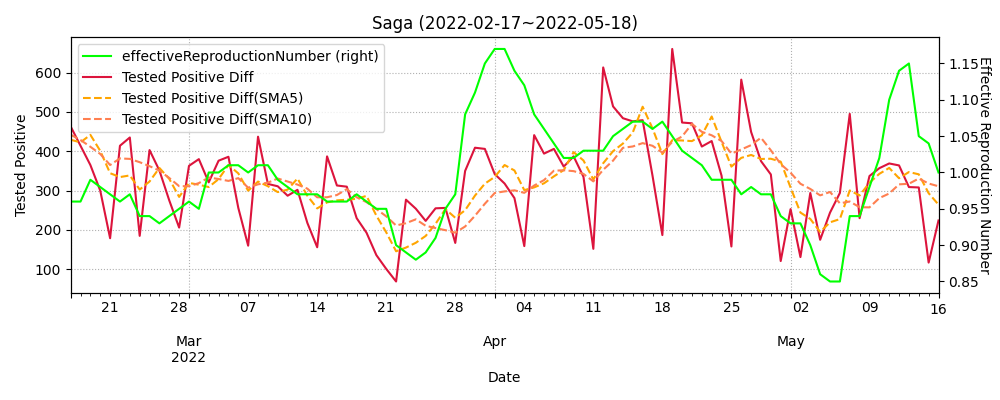 Saga (2022-02-17~2022-05-18)
effectiveReproductionNumber (right)
Tested Positive Diff
Tested Positive Diff(SMA5)
Tested Positive Diff(SMA10)
Tested Positive
600
500
400
300
200
100
1.15
1.10
1.05
1.00
0.95
0.90
0.85
Effective Reproduction Number
21 28 07 14 21 28 04 11 18 25 02 09 16
Mar Apr May
2022
Date